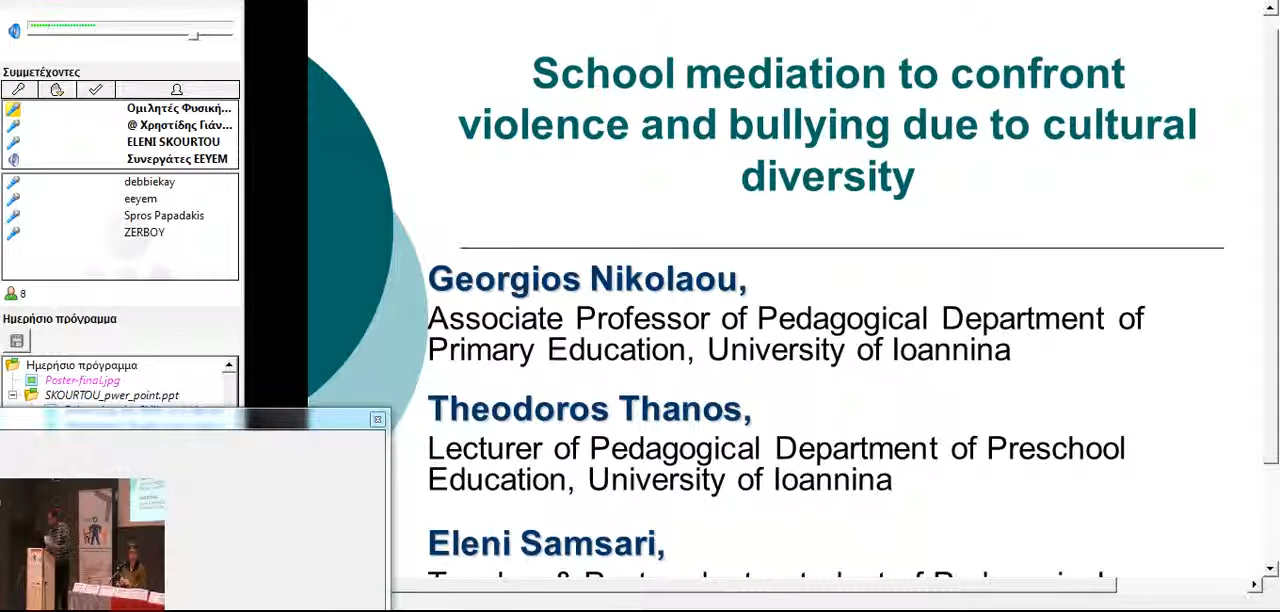 Συμμετέχοντες
Ομιλητές Φυσική...
@ Χρηστίδης Γιάν...
ELENI SKOURTOU
Συνεργάτες ΕΕΥΕΜ
debbiekay
eeyem
Spros Papadakis
ZERBOY
8
Ημερήσιο πρόγραμμα
Ημερήσιο πρόγραμμα
Poster-final.jpg
SKOURTOU_pwer_point.ppt
School mediation to confront
violence and bullying due to cultural
diversity
Georgios Nikolaou,
Associate Professor of Pedagogical Department of
Primary Education, University of Ioannina
Theodoros Thanos,
Lecturer of Pedagogical Department of Preschool
Education, University of Ioannina
Eleni Samsari,